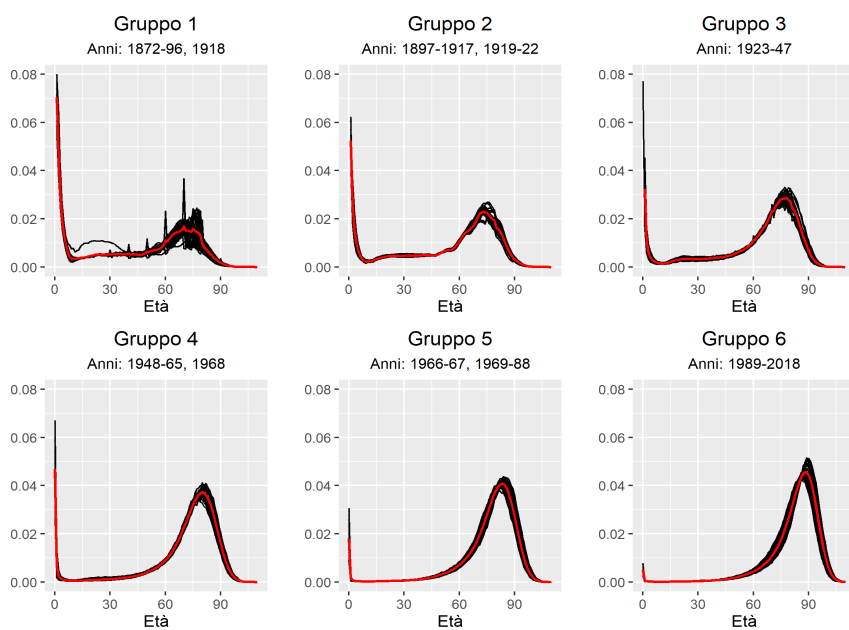 Gruppo 1
Anni: 1872-96, 1918
0.08
0.06
0.04
0.02
0.00
0 30 60 90
Età
Gruppo 2
Anni: 1897-1917, 1919-22
0.08
0.06
0.04
0.02
0.00
0 30 60 90
Età
Gruppo 3
Anni: 1923-47
0.08
0.06
0.04
0.02
0.00
0 30 60 90
Età
Gruppo 4
Anni: 1948-65, 1968
0.08
0.06
0.04
0.02
0.00
0 30 60 90
Età
Gruppo 5
Anni: 1966-67, 1969-88
0.08
0.06
0.04
0.02
0.00
0 30 60 90
Età
Gruppo 6
Anni: 1989-2018
0.08
0.06
0.04
0.02
0.00
0 30 60 90
Età